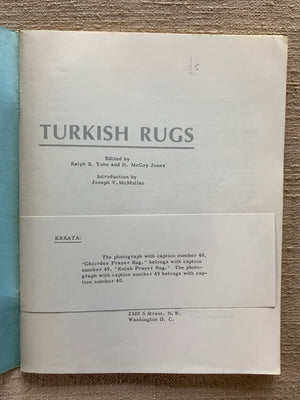 £5
TURKISH RUGS
Edited by
Ralph S. Yohe and H. McCoy Jones
Introduction by
Joseph V. McMullan
ERRATA:
The photograph with caption number 40,
"Ghiordes Prayer Rug," belongs with caption
number 49, "Kulah Prayer Rug." The photo-
graph with caption number 49 belongs with cap-
tion number 40.
2320 S Street, N.W.
Washington D. C.